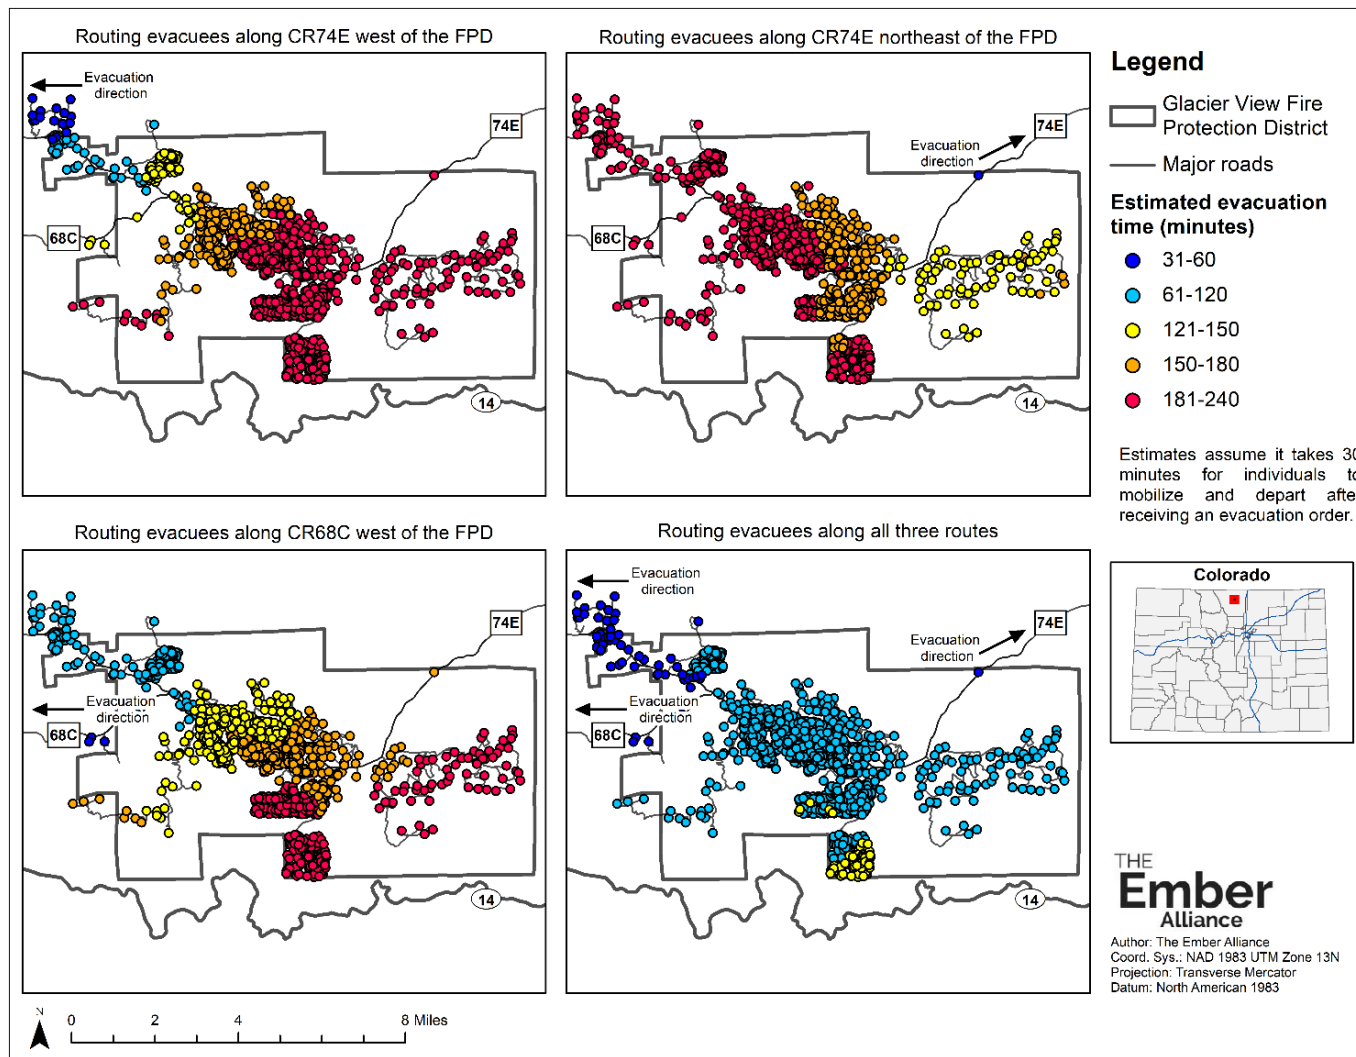 Routing evacuees along CR74E west of the FPD
Evacuation
direction
74E
68C
14
Routing evacuees along CR74E northeast of the FPD
74E
Evacuation
direction
68C
14
Routing evacuees along CR68C west of the FPD
74E
Evacuation
direction
68C
14
Routing evacuees along all three routes
Evacuation
direction
74E
Evacuation
direction
Evacuation
direction
68C
14
Legend
Glacier View Fire
Protection District
Major roads
Estimated evacuation
time (minutes)
31-60
61-120
121-150
150-180
181-240
Estimates assume it takes 30
minutes for individuals to
mobilize and depart after
receiving an evacuation order.
Colorado
THE
Ember
Alliance
Author: The Ember Alliance
Coord. Sys.: NAD 1983 UTM Zone 13N
Projection: Transverse Mercator
Datum: North American 1983
N
0 2 4 8 Miles